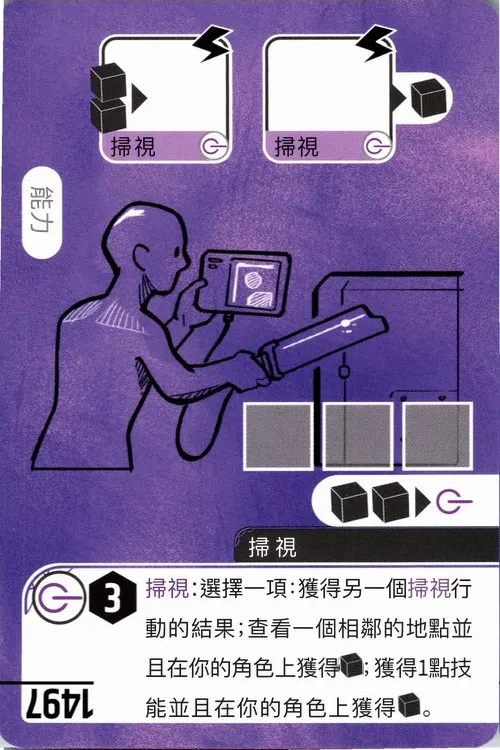 掃視
掃視
能力
掃視
3
掃視:選擇一項:獲得另一個掃視行
動的結果;查看一個相鄰的地點並
且在你的角色上獲得;獲得1點技
能並且在你的角色上獲得。
1497